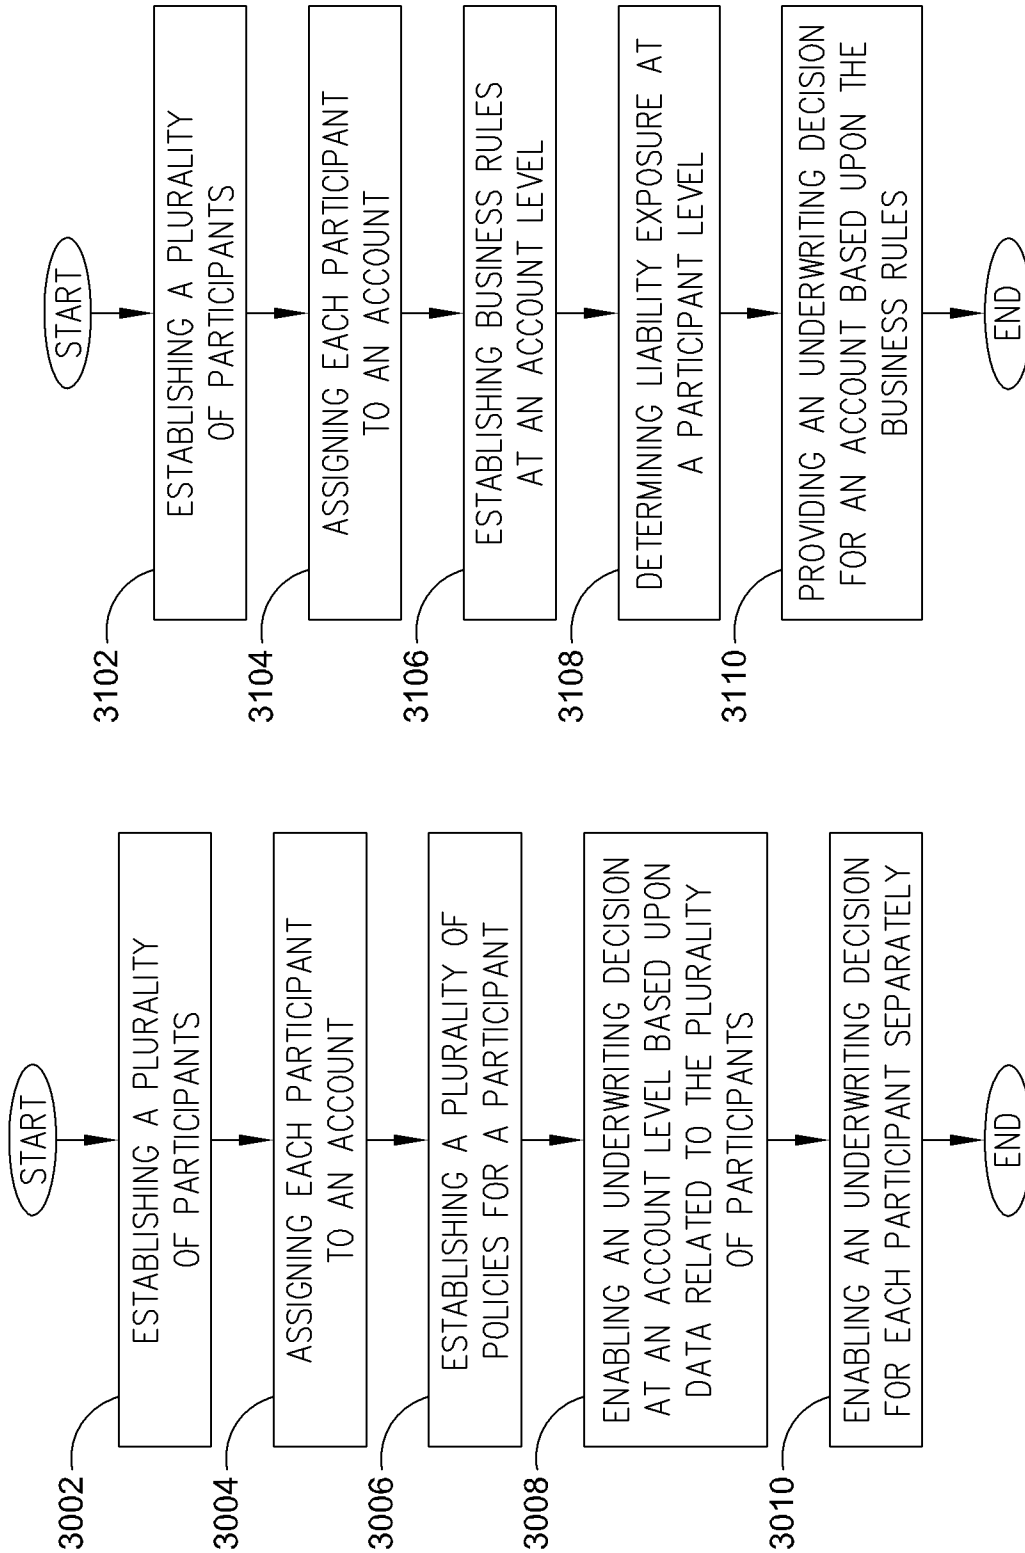 START
3002
ESTABLISHING A PLURALITY
OF PARTICIPANTS
3004
ASSIGNING EACH PARTICIPANT
TO AN ACCOUNT
3006
ESTABLISHING A PLURALITY OF
POLICIES FOR A PARTICIPANT
3008
ENABLING AN UNDERWRITING DECISION
AT AN ACCOUNT LEVEL BASED UPON
DATA RELATED TO THE PLURALITY
OF PARTICIPANTS
3010
ENABLING AN UNDERWRITING DECISION
FOR EACH PARTICIPANT SEPARATELY
END
START
3102
ESTABLISHING A PLURALITY
OF PARTICIPANTS
3104
ASSIGNING EACH PARTICIPANT
TO AN ACCOUNT
3106
ESTABLISHING BUSINESS RULES
AT AN ACCOUNT LEVEL
3108
DETERMINING LIABILITY EXPOSURE AT
A PARTICIPANT LEVEL
3110
PROVIDING AN UNDERWRITING DECISION
FOR AN ACCOUNT BASED UPON THE
BUSINESS RULES
END